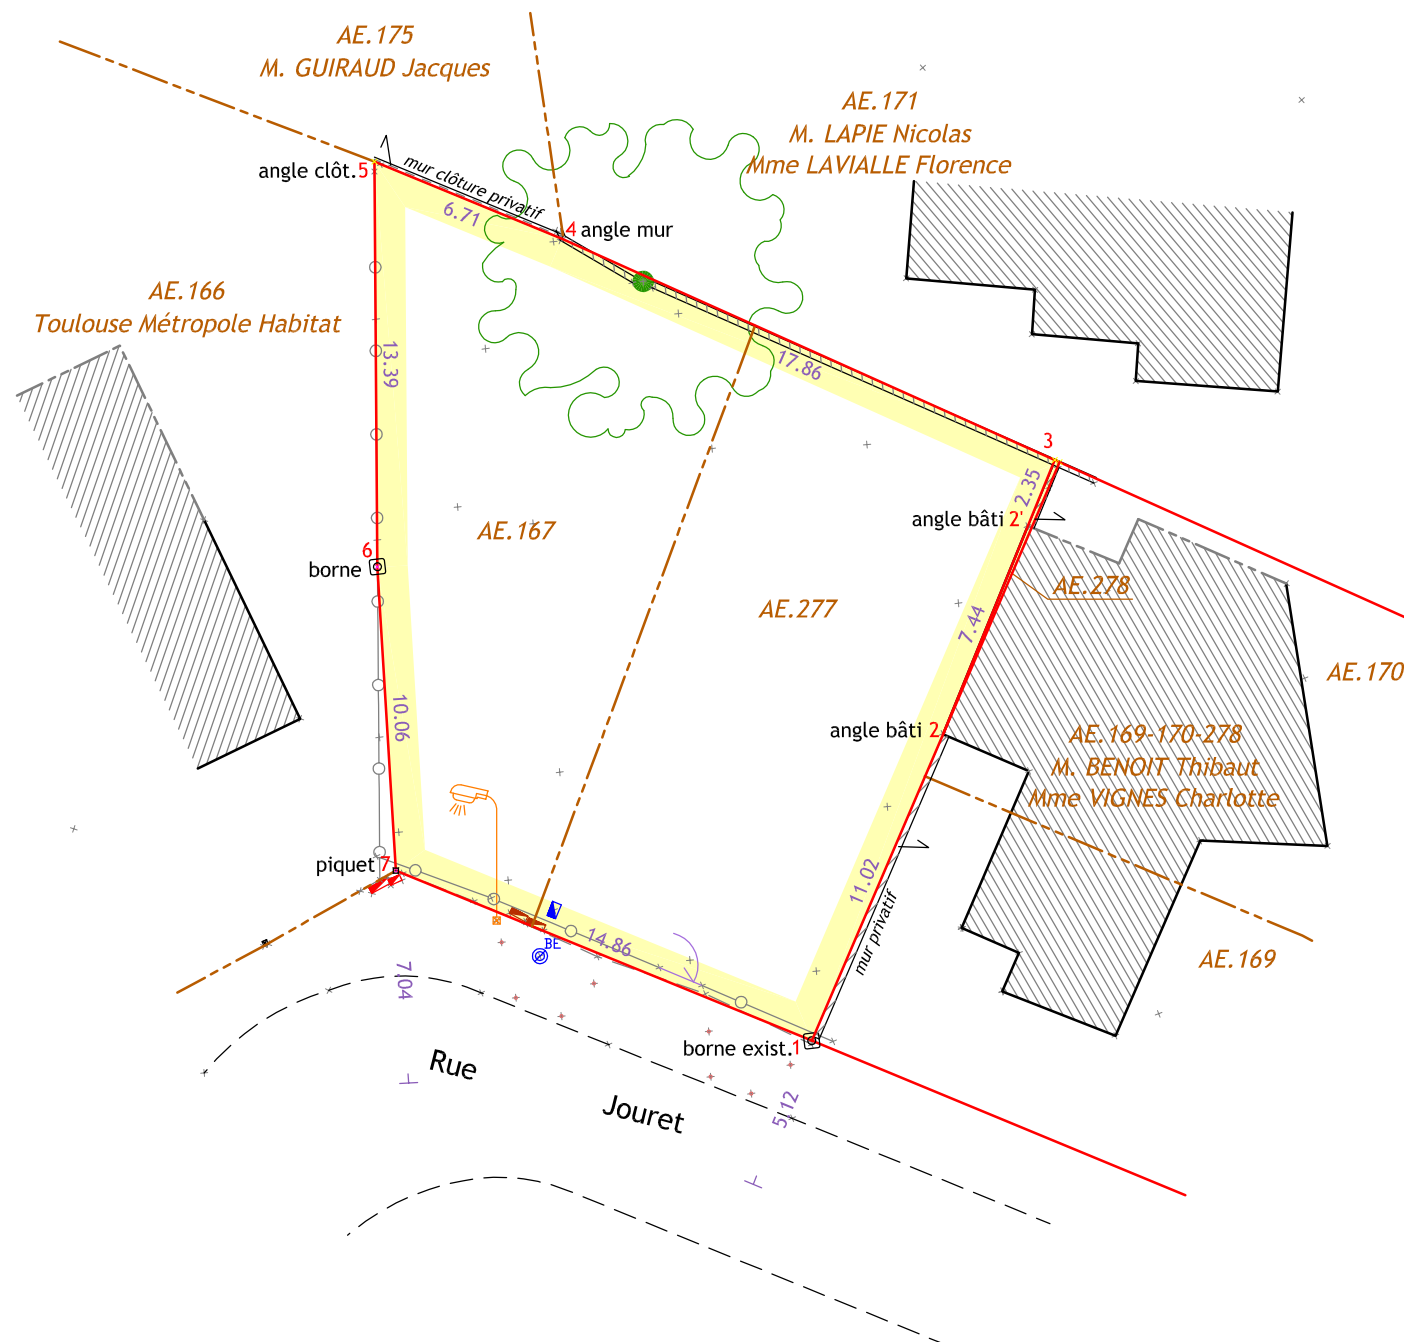 AE.175
M. GUIRAUD Jacques
AE.171
M. LAPIE Nicolas
Mme LAVIALLE Florence
angle clôt.5
mur clôture privatif
6.71
4 angle mur
AE.166
Toulouse Métropole Habitat
13.39
17.86
3
2.35
angle bâti 2'
AE.167
6
borne
AE.278
AE.277
7.44
AE.170
10.06
angle bâti 2
AE.169-170-278
M. BENOIT Thibaut
Mme VIGNES Charlotte
piquet 7
11.02
mur privatif
14.86
BE
AE.169
7.04
borne exist.1
Rue
Jouret
5.12